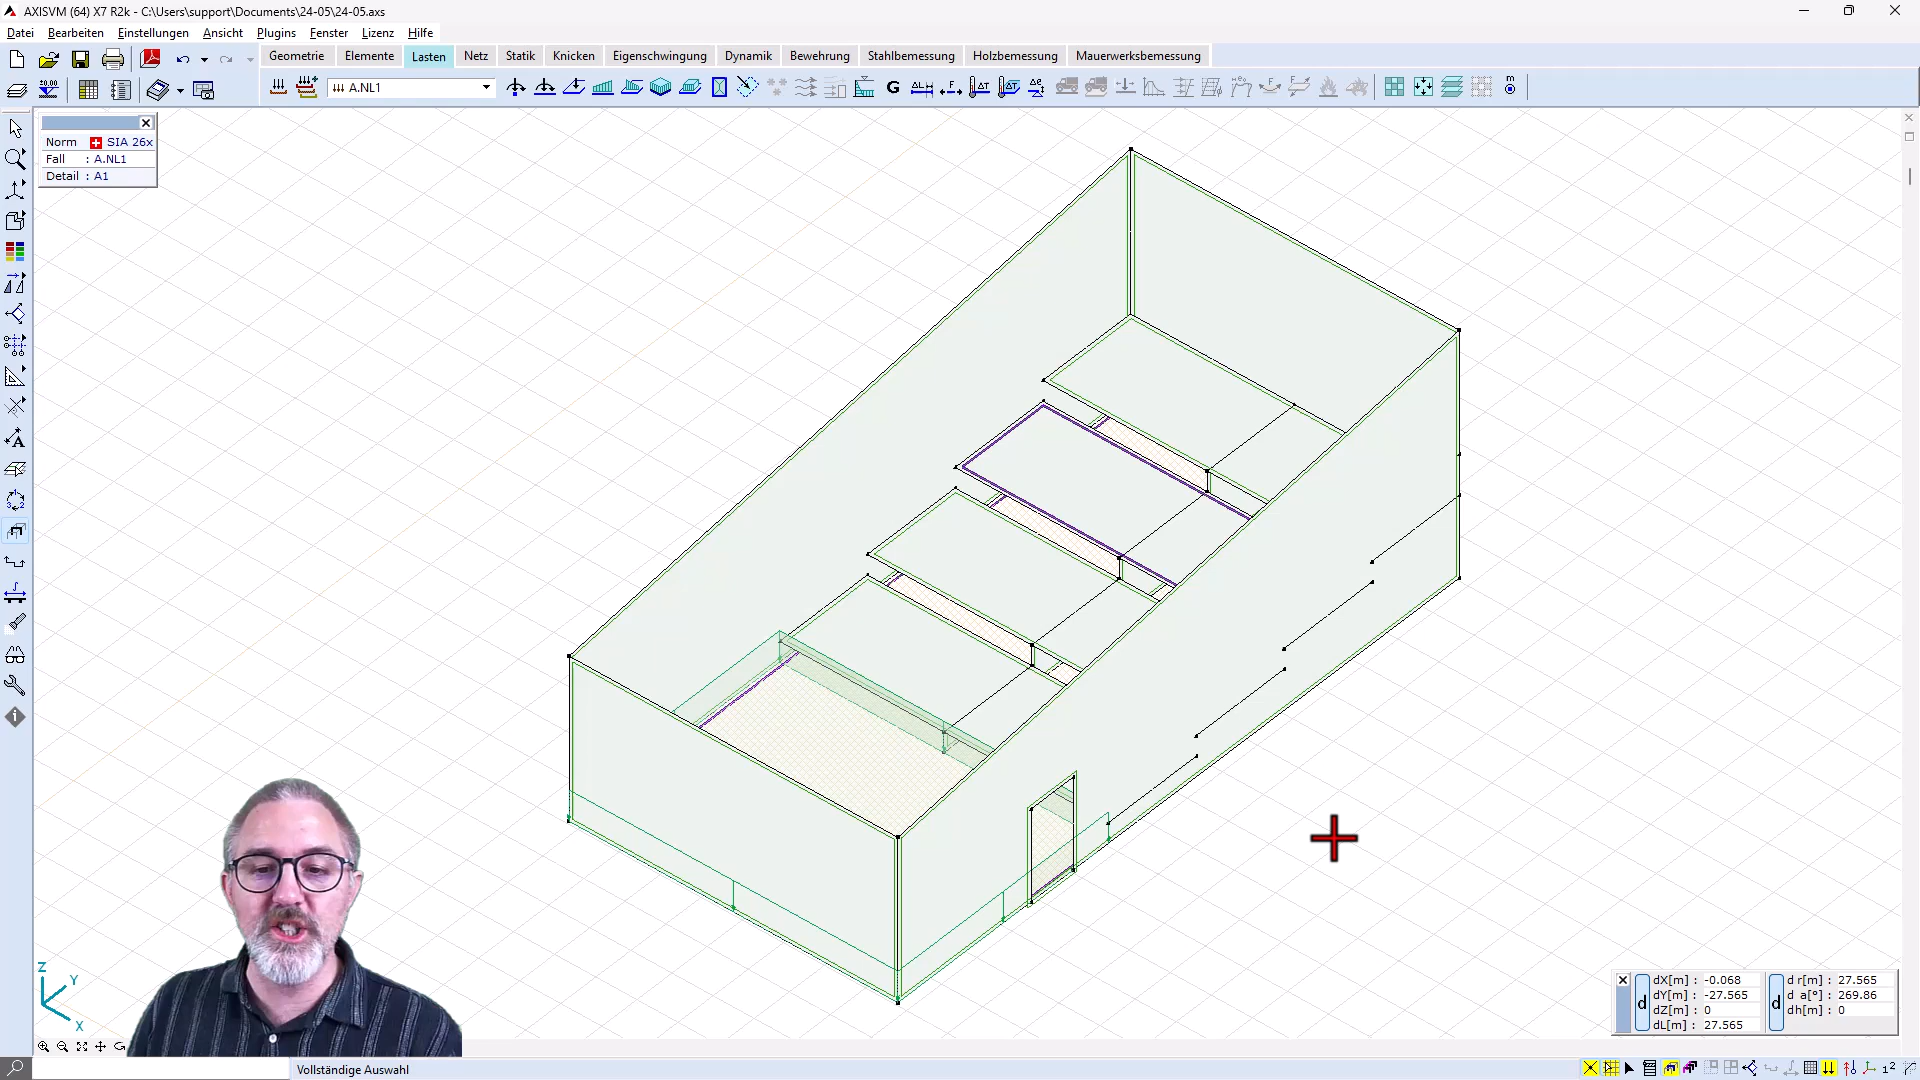 AXISVM (64) X7 R2k - C:\Users\support\Documents\24-05\24-05.axs
Datei Bearbeiten Einstellungen Ansicht Plugins Fenster Lizenz Hilfe
Geometrie Elemente Lasten Netz Statik Knicken Eigenschwingung Dynamik Bewehrung Stahlbemessung Holzbemessung Mauerwerksbemessung
A.NL1
G
Norm SIA 26x
Fall : A.NL1
Detail : A1
Z
Y
X
dX[m] : -0.068
dY[m] : -27.565
dZ[m] : 0
dL[m] : 27.565
d
d r[m] : 27.565
d a[°] : 269.86
dh[m] : 0
d
Vollständige Auswahl